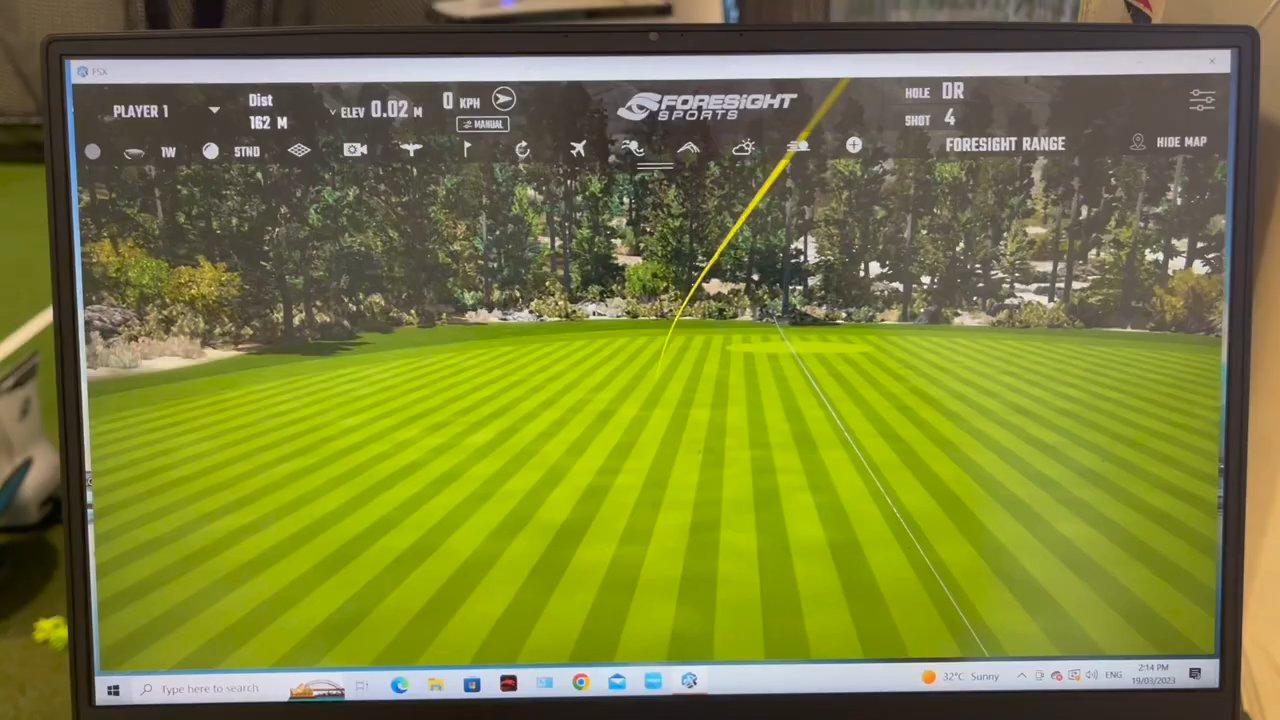 FSX
PLAYER 1
Dist
162 M
ELEV 0.02 M
0 KPH
MANUAL
FORESIGHT
SPORTS
HOLE DR
SHOT 4
1W
STND
FORESIGHT RANGE
HIDE MAP
Type here to search
32°C Sunny
ENG
2:14 PM
19/03/2023